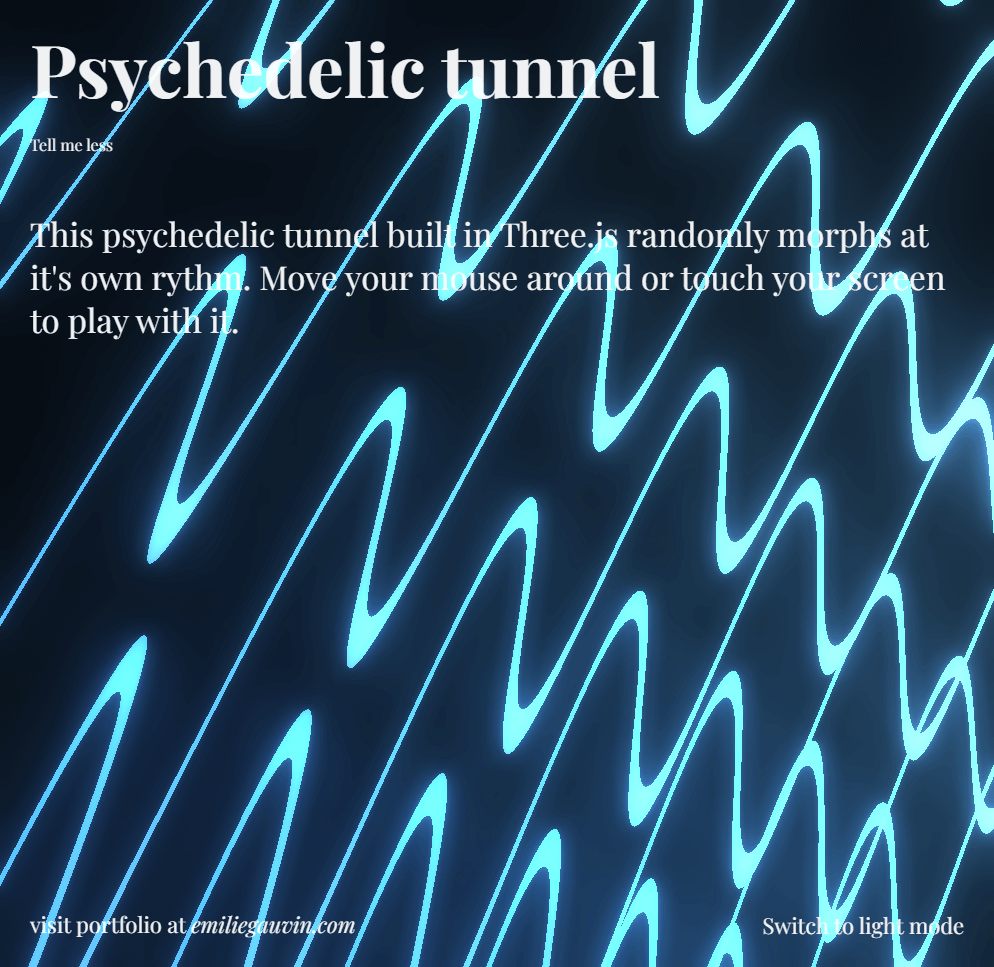 Psychedelic tunnel
Tell me less
This psychedelic tunnel built in Three.js randomly morphs at
it's own rythm. Move your mouse around or touch your screen
to play with it.
visit portfolio at emiliegauvin.com
Switch to light mode